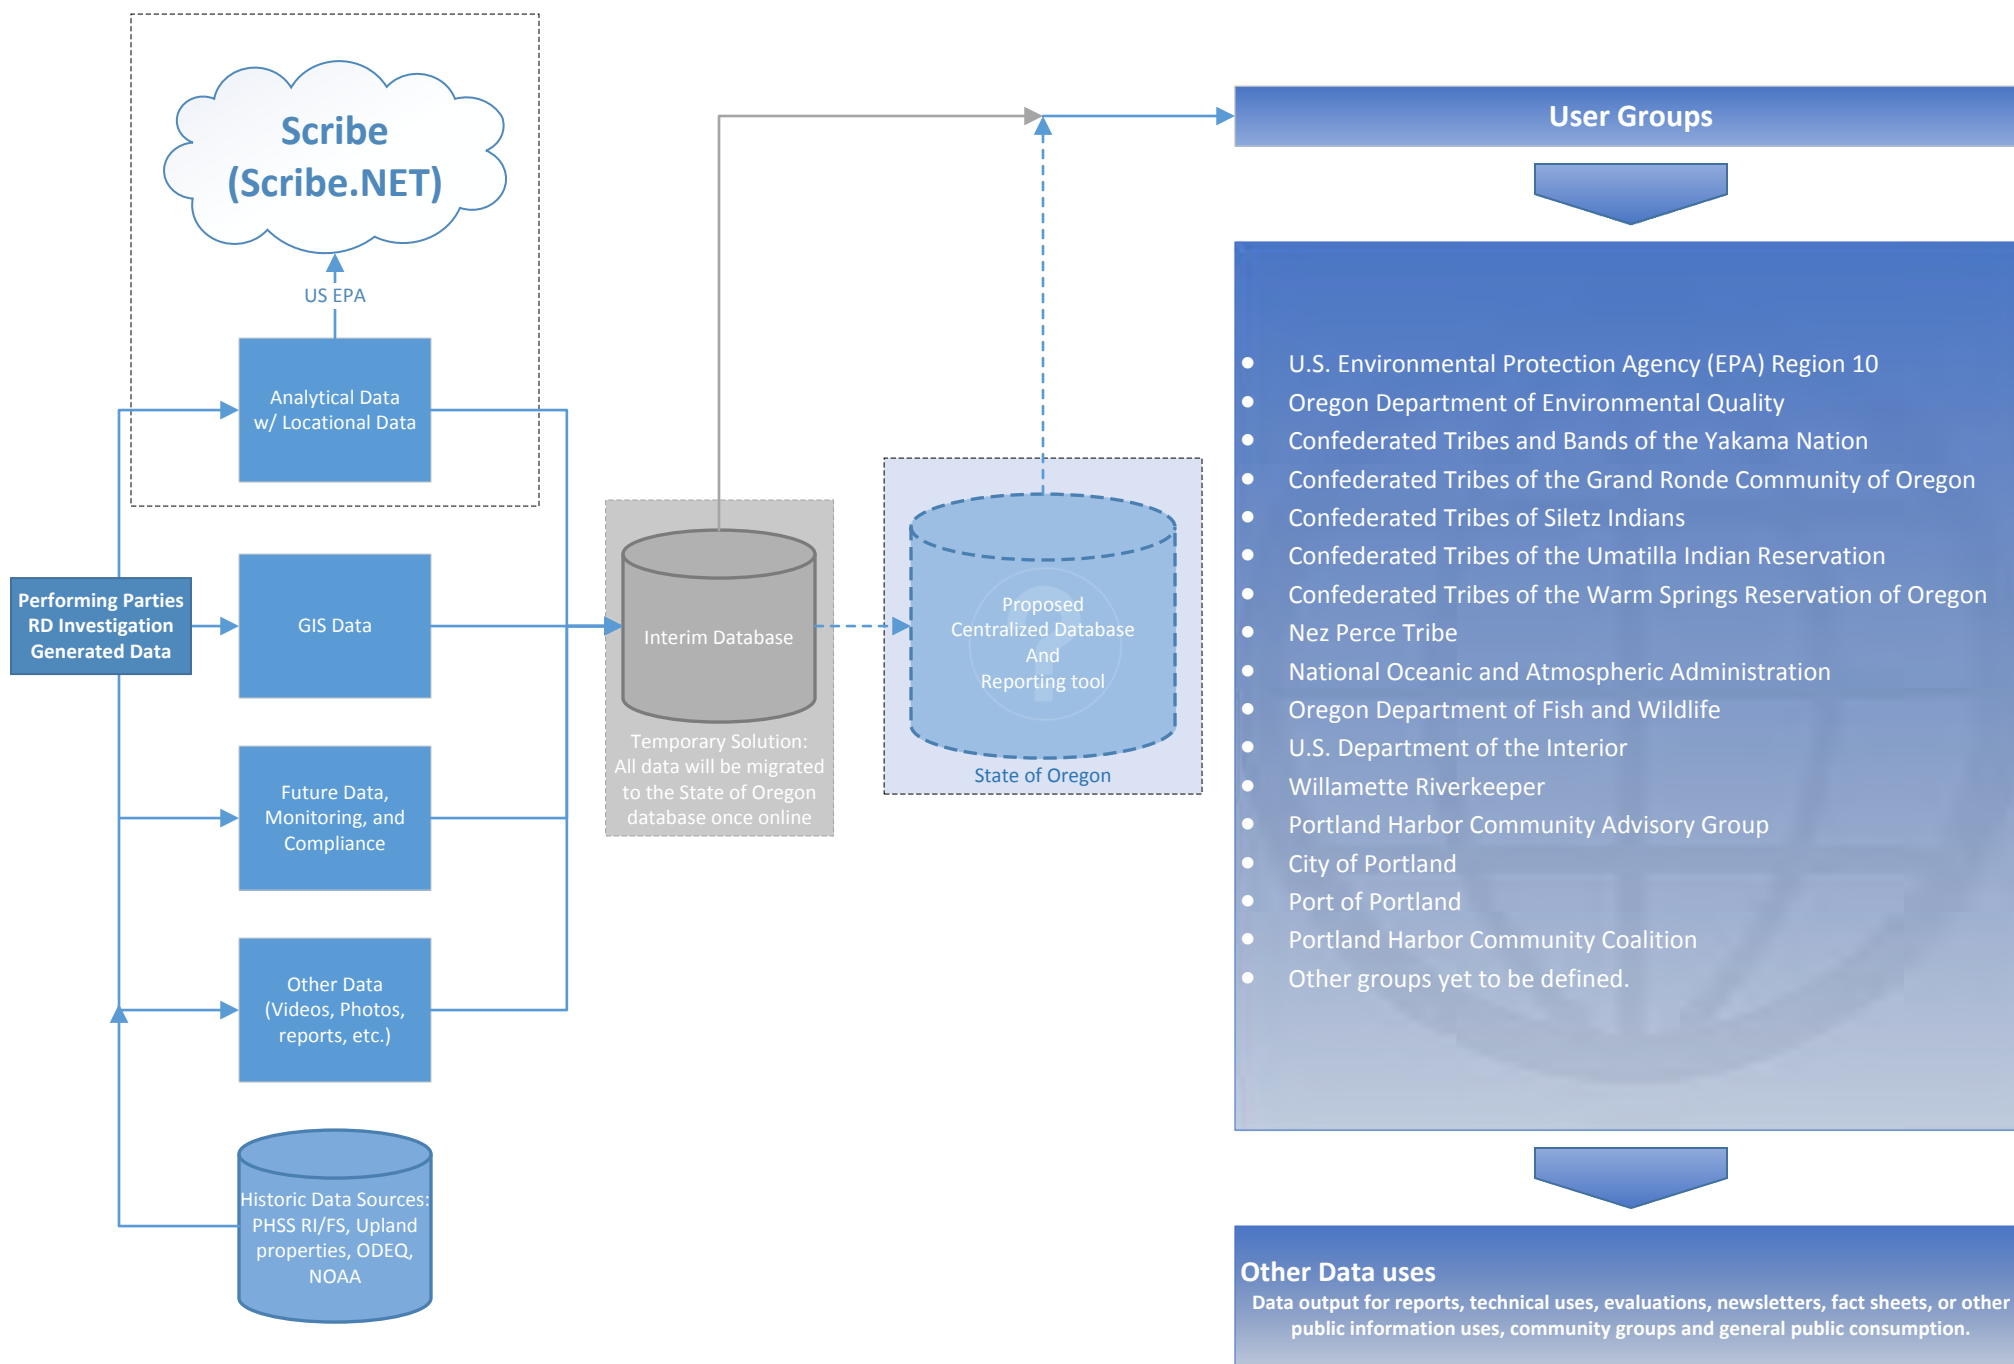 Scribe
(Scribe.NET)
US EPA
Analytical Data
w/ Locational Data
Performing Parties
RD Investigation
Generated Data
GIS Data
Future Data,
Monitoring, and
Compliance
Other Data
(Videos, Photos,
reports, etc.)
Historic Data Sources:
PHSS RI/FS, Upland
properties, ODEQ,
NOAA
Interim Database
Temporary Solution:
All data will be migrated
to the State of Oregon
database once online
?
Proposed
Centralized Database
And
Reporting tool
State of Oregon
User Groups
• U.S. Environmental Protection Agency (EPA) Region 10
• Oregon Department of Environmental Quality
• Confederated Tribes and Bands of the Yakama Nation
• Confederated Tribes of the Grand Ronde Community of Oregon
• Confederated Tribes of Siletz Indians
• Confederated Tribes of the Umatilla Indian Reservation
• Confederated Tribes of the Warm Springs Reservation of Oregon
• Nez Perce Tribe
• National Oceanic and Atmospheric Administration
• Oregon Department of Fish and Wildlife
• U.S. Department of the Interior
• Willamette Riverkeeper
• Portland Harbor Community Advisory Group
• City of Portland
• Port of Portland
• Portland Harbor Community Coalition
• Other groups yet to be defined.
Other Data uses
Data output for reports, technical uses, evaluations, newsletters, fact sheets, or other
public information uses, community groups and general public consumption.